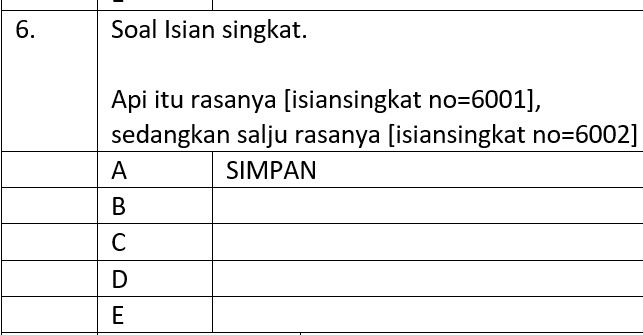 6. Soal Isian singkat.
Api itu rasanya [isiansingkat no=6001],
sedangkan salju rasanya [isiansingkat no=6002]
A SIMPAN
B
C
D
E